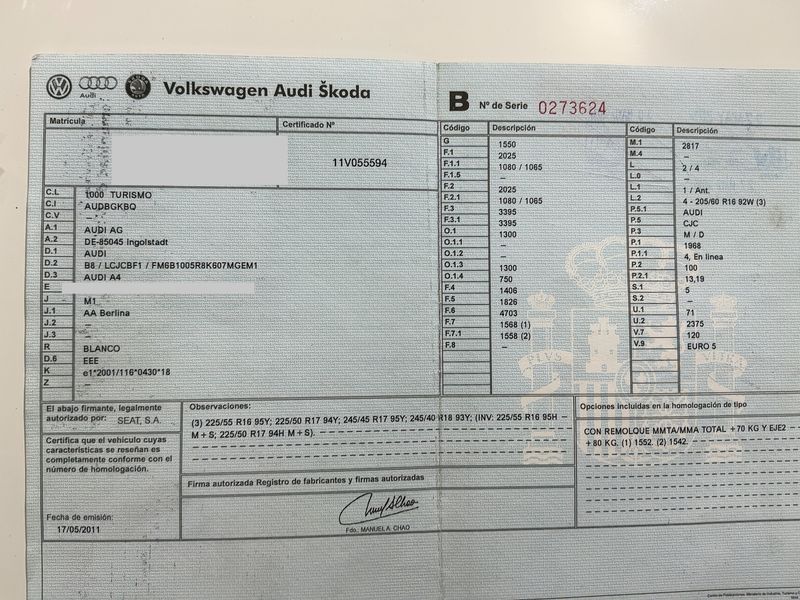 Audi
Volkswagen Audi Škoda
B Nº de Serie 0273624
Matrícula
Certificado Nº
11V055594
C.L 1000 TURISMO
C.I AUDBGKBQ
C.V –
A.1 AUDI AG
A.2 DE-85045 Ingolstadt
D.1 AUDI
D.2 B8 / LCJCBF1 / FM6B1005R8K607MGEM1
D.3 AUDI A4
E
J M1
J.1 AA Berlina
J.2 –
J.3 –
R BLANCO
D.6 EEE
K e1*2001/116*0430*18
Z –
Código Descripción
G 1550
F.1 2025
F.1.1 1080 / 1065
F.1.5 –
F.2 2025
F.2.1 1080 / 1065
F.3 3395
F.3.1 3395
O.1 1300
O.1.1 –
O.1.2 –
O.1.3 1300
O.1.4 750
F.4 1406
F.5 1826
F.6 4703
F.7 1568 (1)
F.7.1 1558 (2)
F.8 –
Código Descripción
M.1 2817
M.4 –
L 2 / 4
L.0 –
L.1 1 / Ant.
L.2 4 - 205/60 R16 92W (3)
P.5.1 AUDI
P.5 CJC
P.3 M / D
P.1 1968
P.1.1 4, En linea
P.2 100
P.2.1 13,19
S.1 5
S.2 –
U.1 71
U.2 2375
V.7 120
V.9 EURO 5
PLVS VLTRE
El abajo firmante, legalmente
autorizado por: SEAT, S.A.
Certifica que el vehículo cuyas
características se reseñan es
completamente conforme con el
número de homologación.
Fecha de emisión:
17/05/2011
Observaciones:
(3) 225/55 R16 95Y; 225/50 R17 94Y; 245/45 R17 95Y; 245/40 R18 93Y; (INV: 225/55 R16 95H –
M + S; 225/50 R17 94H M + S).
Firma autorizada Registro de fabricantes y firmas autorizadas
Fdo. MANUELA CHAO
Opciones incluidas en la homologación de tipo
CON REMOLQUE MMTA/MMA TOTAL +70 KG Y EJE2 –
+80 KG. (1) 1552. (2) 1542.